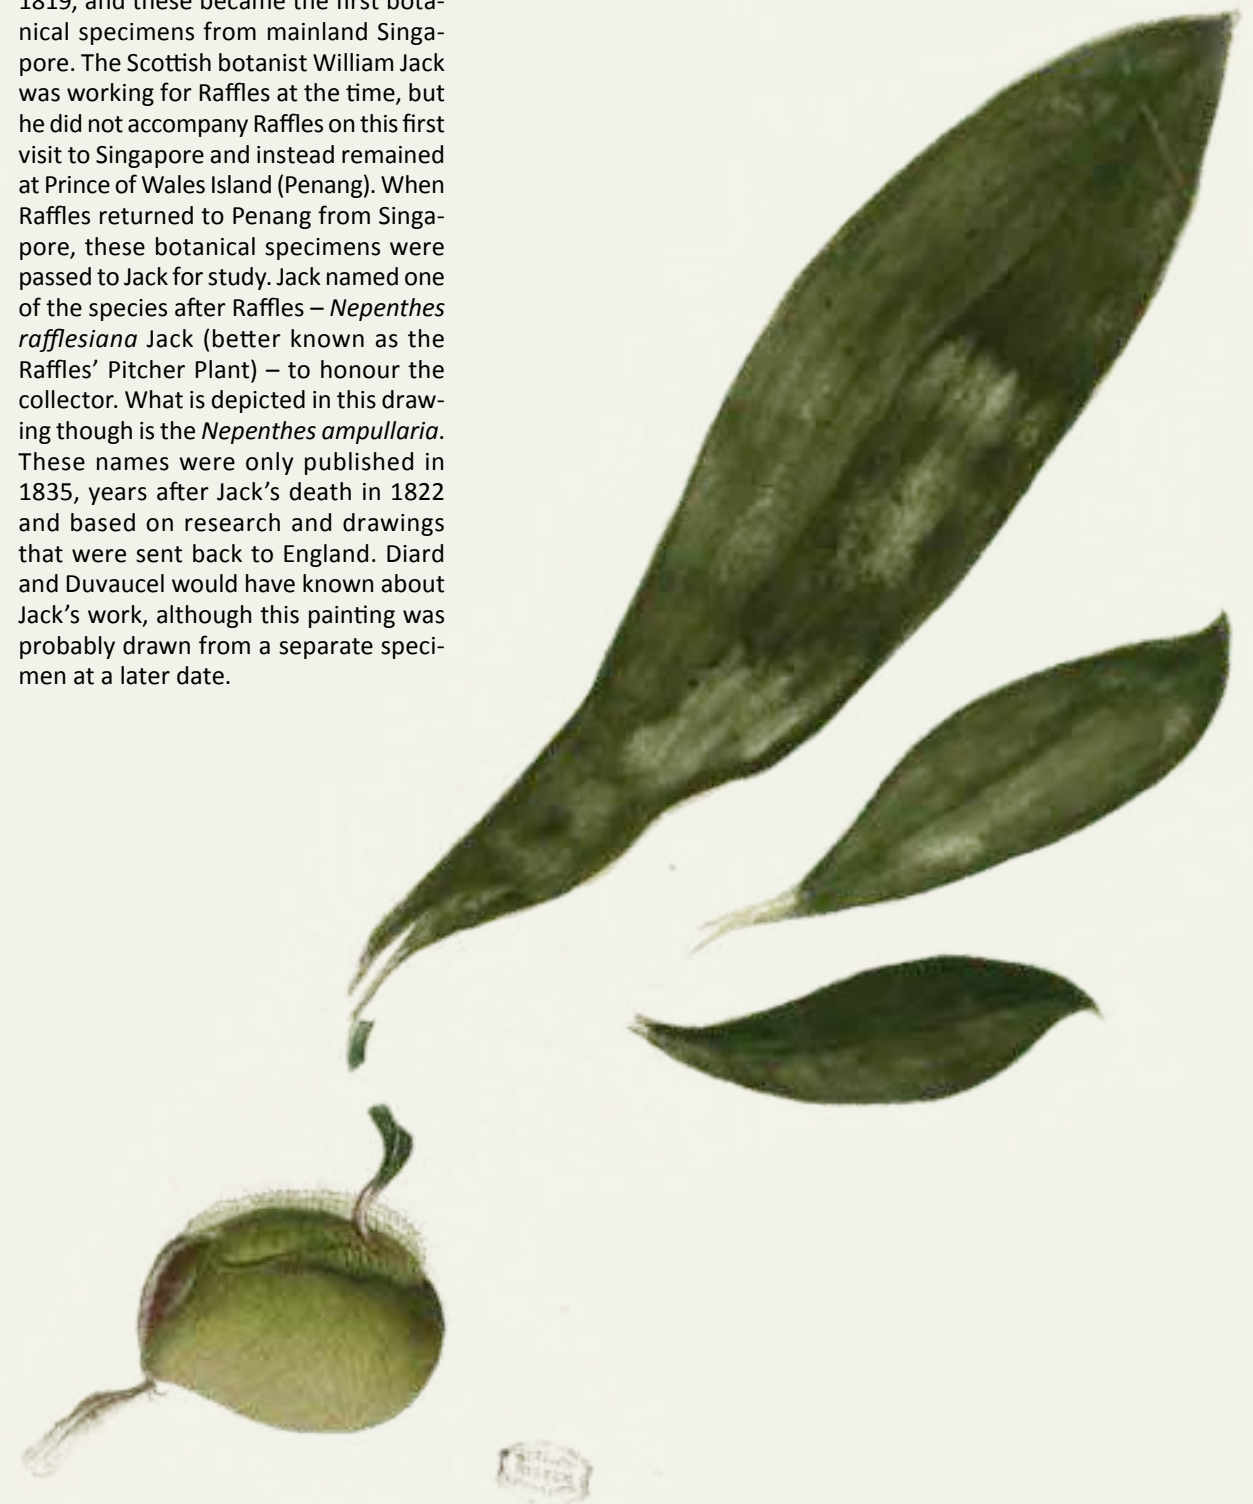 1819, and these became the first bota-
nical specimens from mainland Singa-
pore. The Scottish botanist William Jack
was working for Raffles at the time, but
he did not accompany Raffles on this first
visit to Singapore and instead remained
at Prince of Wales Island (Penang). When
Raffles returned to Penang from Singa-
pore, these botanical specimens were
passed to Jack for study. Jack named one
of the species after Raffles – Nepenthes
rafflesiana Jack (better known as the
Raffles’ Pitcher Plant) – to honour the
collector. What is depicted in this draw-
ing though is the Nepenthes ampullaria.
These names were only published in
1835, years after Jack’s death in 1822
and based on research and drawings
that were sent back to England. Diard
and Duvaucel would have known about
Jack’s work, although this painting was
probably drawn from a separate speci-
men at a later date.